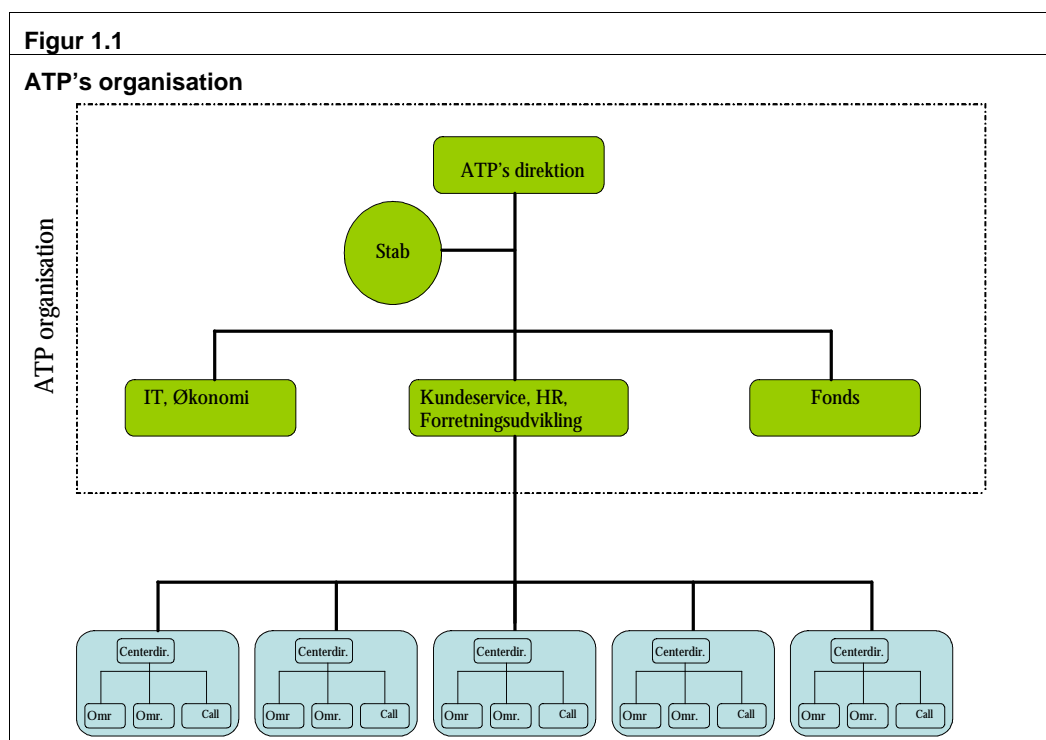 Figur 1.1
ATP's organisation
ATP organisation
ATP's direktion
Stab
IT, Økonomi
Kundeservice, HR,
Forretningsudvikling
Fonds
Centerdir.
Omr
Omr.
Call
Centerdir.
Omr
Omr.
Call
Centerdir.
Omr
Omr.
Call
Centerdir.
Omr
Omr.
Call
Centerdir.
Omr
Omr.
Call